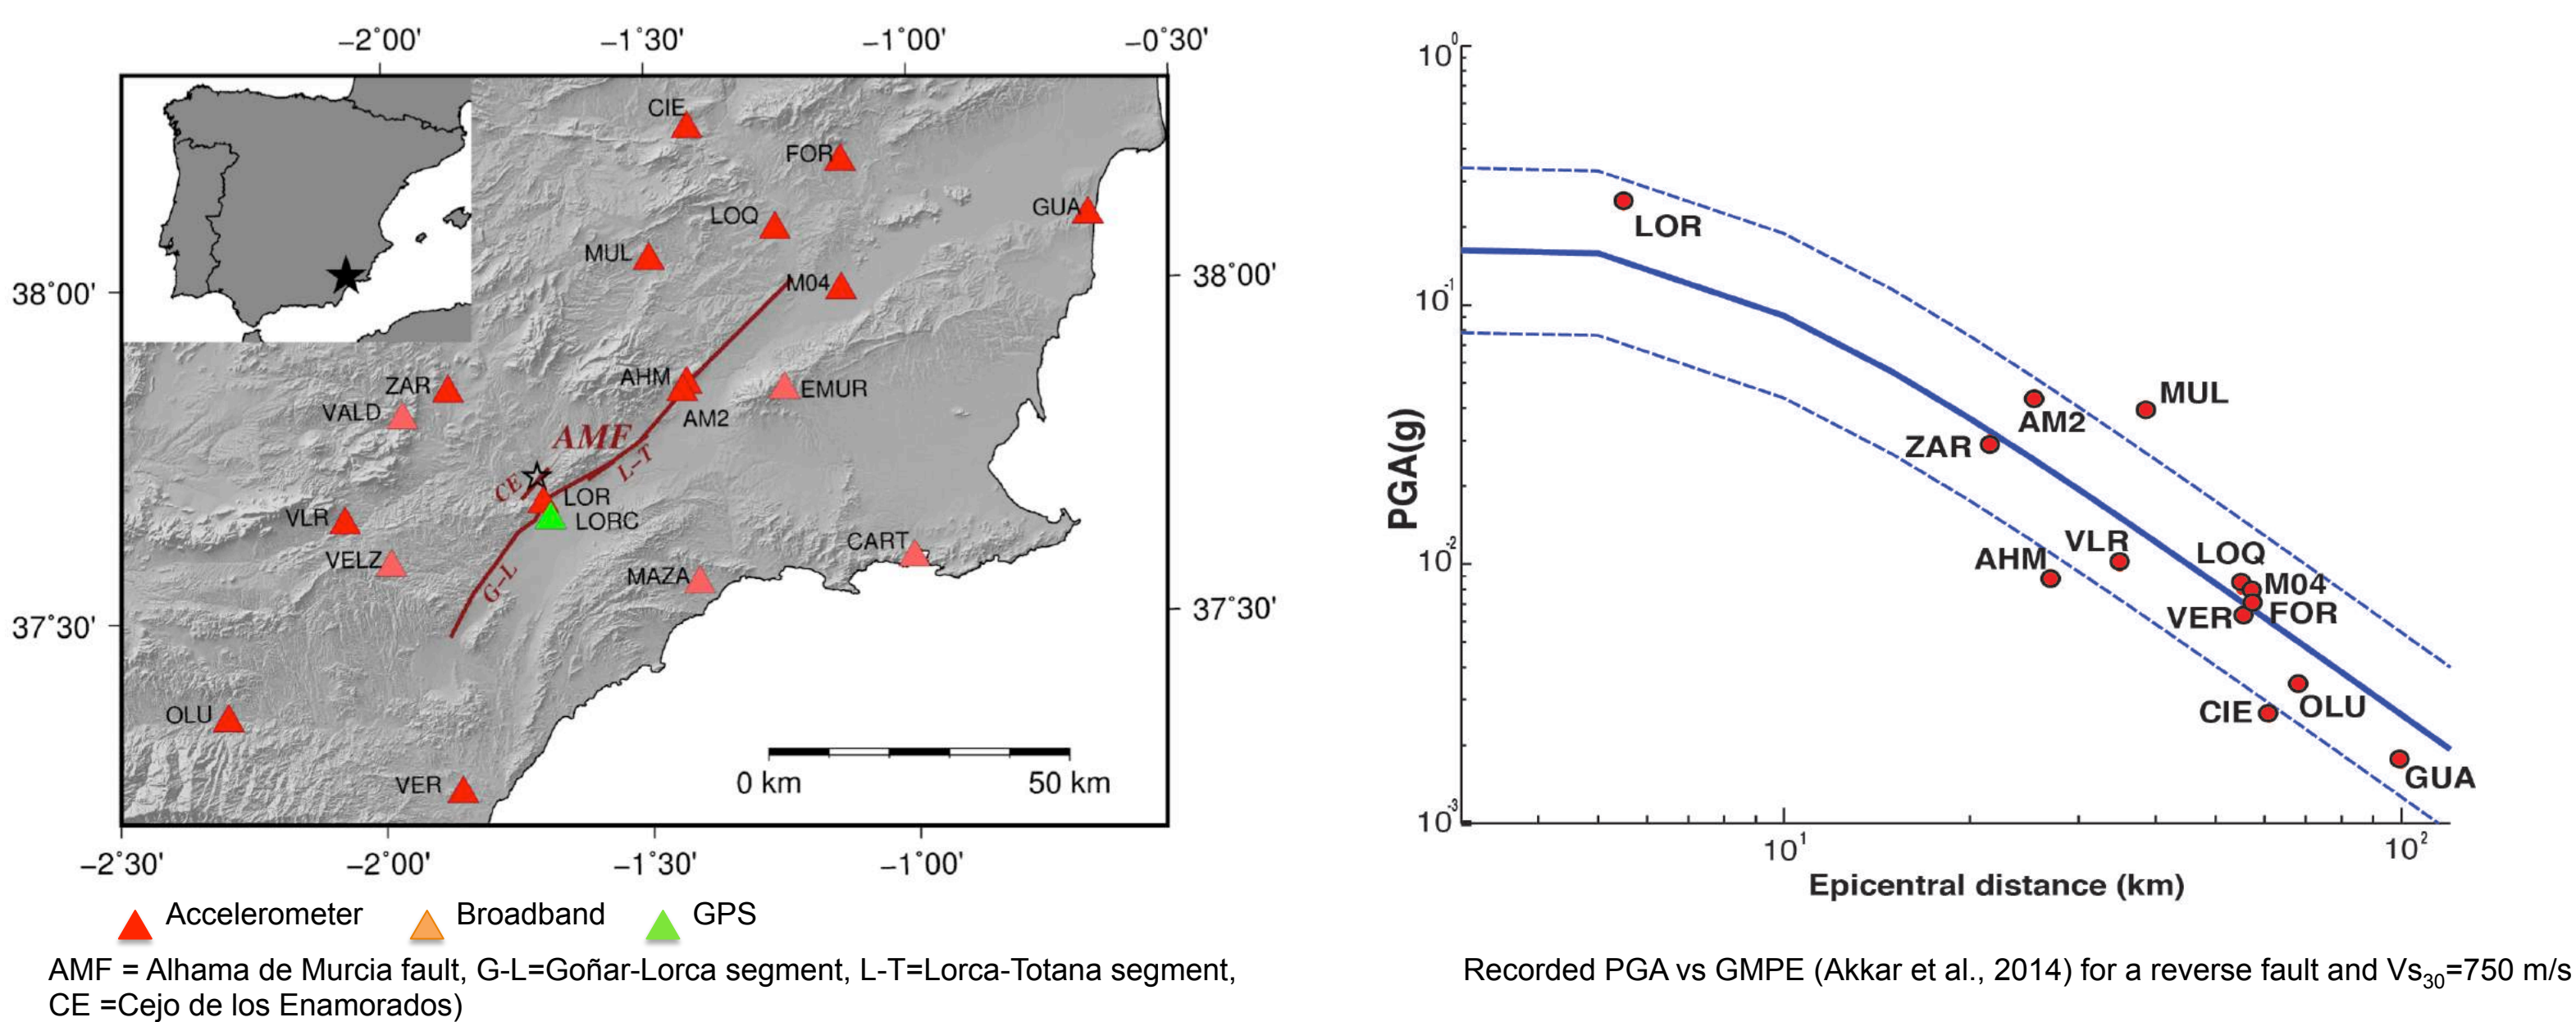 −2˚00' −1˚30' −1˚00' −0˚30'
CIE
FOR
GUA
LOQ
MUL
M04
38˚00' 38˚00'
AHM
ZAR
EMUR
VALD
AM2
AMF
L−T
CE
LOR
VLR
LORC
CART
VELZ
MAZA
G−L
37˚30' 37˚30'
OLU
VER
0 km 50 km
−2˚30' −2˚00' −1˚30' −1˚00'
Accelerometer Broadband GPS
AMF = Alhama de Murcia fault, G-L=Goñar-Lorca segment, L-T=Lorca-Totana segment,
CE =Cejo de los Enamorados)
10⁰
LOR
10⁻¹
MUL
AM2
ZAR
PGA(g)
VLR
LOQ
10⁻²
AHM
M04
FOR
VER
OLU
CIE
GUA
10⁻³
10¹ 10²
Epicentral distance (km)
Recorded PGA vs GMPE (Akkar et al., 2014) for a reverse fault and Vs₃₀=750 m/s